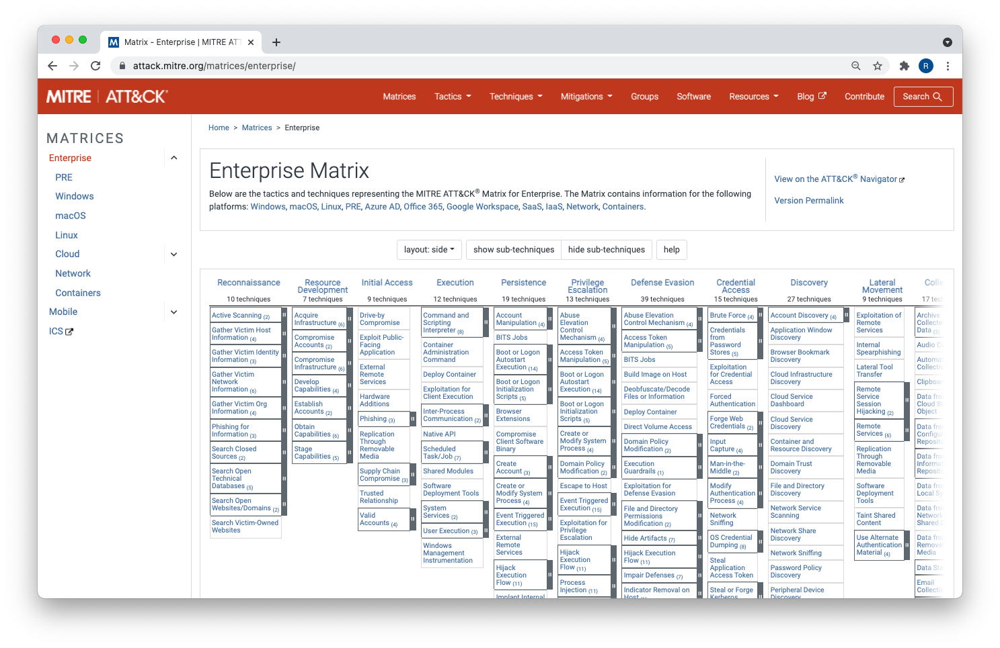 Matrix - Enterprise | MITRE AT
attack.mitre.org/matrices/enterprise/
R
MITRE | ATT&CK®
Matrices
Tactics
Techniques
Mitigations
Groups
Software
Resources
Blog
Contribute
Search
MATRICES
Enterprise
PRE
Windows
macOS
Linux
Cloud
Network
Containers
Mobile
ICS
Home > Matrices > Enterprise
Enterprise Matrix
Below are the tactics and techniques representing the MITRE ATT&CK® Matrix for Enterprise. The Matrix contains information for the following
platforms: Windows, macOS, Linux, PRE, Azure AD, Office 365, Google Workspace, SaaS, IaaS, Network, Containers.
View on the ATT&CK® Navigator
Version Permalink
layout: side
show sub-techniques
hide sub-techniques
help
Reconnaissance
10 techniques
Active Scanning (2)
Gather Victim Host
Information (4)
Gather Victim Identity
Information (3)
Gather Victim
Network
Information (6)
Gather Victim Org
Information (4)
Phishing for
Information (3)
Search Closed
Sources (2)
Search Open
Technical
Databases (5)
Search Open
Websites/Domains (2)
Search Victim-Owned
Websites
Resource
Development
7 techniques
Acquire
Infrastructure (6)
Compromise
Accounts (2)
Compromise
Infrastructure (6)
Develop
Capabilities (4)
Establish
Accounts (2)
Obtain
Capabilities (6)
Stage
Capabilities (5)
Initial Access
9 techniques
Drive-by
Compromise
Exploit Public-
Facing
Application
External
Remote
Services
Hardware
Additions
Phishing (3)
Replication
Through
Removable
Media
Supply Chain
Compromise (3)
Trusted
Relationship
Valid
Accounts (4)
Execution
12 techniques
Command and
Scripting
Interpreter (8)
Container
Administration
Command
Deploy Container
Exploitation for
Client Execution
Inter-Process
Communication (2)
Native API
Scheduled
Task/Job (7)
Shared Modules
Software
Deployment Tools
System
Services (2)
User Execution (3)
Windows
Management
Instrumentation
Persistence
19 techniques
Account
Manipulation (4)
BITS Jobs
Boot or Logon
Autostart
Execution (14)
Boot or Logon
Initialization
Scripts (5)
Browser
Extensions
Compromise
Client Software
Binary
Create
Account (3)
Create or
Modify System
Process (4)
Event Triggered
Execution (15)
External
Remote
Services
Hijack
Execution
Flow (11)
Implant Internal
Privilege
Escalation
13 techniques
Abuse
Elevation
Control
Mechanism (4)
Access Token
Manipulation (5)
Boot or Logon
Autostart
Execution (14)
Boot or Logon
Initialization
Scripts (5)
Create or
Modify System
Process (4)
Domain Policy
Modification (2)
Escape to Host
Event Triggered
Execution (15)
Exploitation for
Privilege
Escalation
Hijack
Execution
Flow (11)
Process
Injection (11)
Defense Evasion
39 techniques
Abuse Elevation
Control Mechanism (4)
Access Token
Manipulation (5)
BITS Jobs
Build Image on Host
Deobfuscate/Decode
Files or Information
Deploy Container
Direct Volume Access
Domain Policy
Modification (2)
Execution
Guardrails (1)
Exploitation for
Defense Evasion
File and Directory
Permissions
Modification (2)
Hide Artifacts (7)
Hijack Execution
Flow (11)
Impair Defenses (7)
Indicator Removal on
Host
Credential
Access
15 techniques
Brute Force (4)
Credentials
from
Password
Stores (5)
Exploitation
for Credential
Access
Forced
Authentication
Forge Web
Credentials (2)
Input
Capture (4)
Man-in-the-
Middle (2)
Modify
Authentication
Process (4)
Network
Sniffing
OS Credential
Dumping (8)
Steal
Application
Access Token
Steal or Forge
Kerberos
Discovery
27 techniques
Account Discovery (4)
Application Window
Discovery
Browser Bookmark
Discovery
Cloud Infrastructure
Discovery
Cloud Service
Dashboard
Cloud Service
Discovery
Container and
Resource Discovery
Domain Trust
Discovery
File and Directory
Discovery
Network Service
Scanning
Network Share
Discovery
Network Sniffing
Password Policy
Discovery
Peripheral Device
Discovery
Lateral
Movement
9 techniques
Exploitation of
Remote
Services
Internal
Spearphishing
Lateral Tool
Transfer
Remote
Service
Session
Hijacking (2)
Remote
Services (6)
Replication
Through
Removable
Media
Software
Deployment
Tools
Taint Shared
Content
Use Alternate
Authentication
Material (4)
Colle
17 tech
Archive
Collecte
Data (3)
Audio C
Automa
Collectio
Clipboa
Data fro
Cloud St
Object
Data fro
Configu
Reposito
Data fro
Informa
Reposito
Data fro
Local Sy
Data fro
Network
Shared D
Data fro
Remova
Media
Data Sta
Email
Collectio